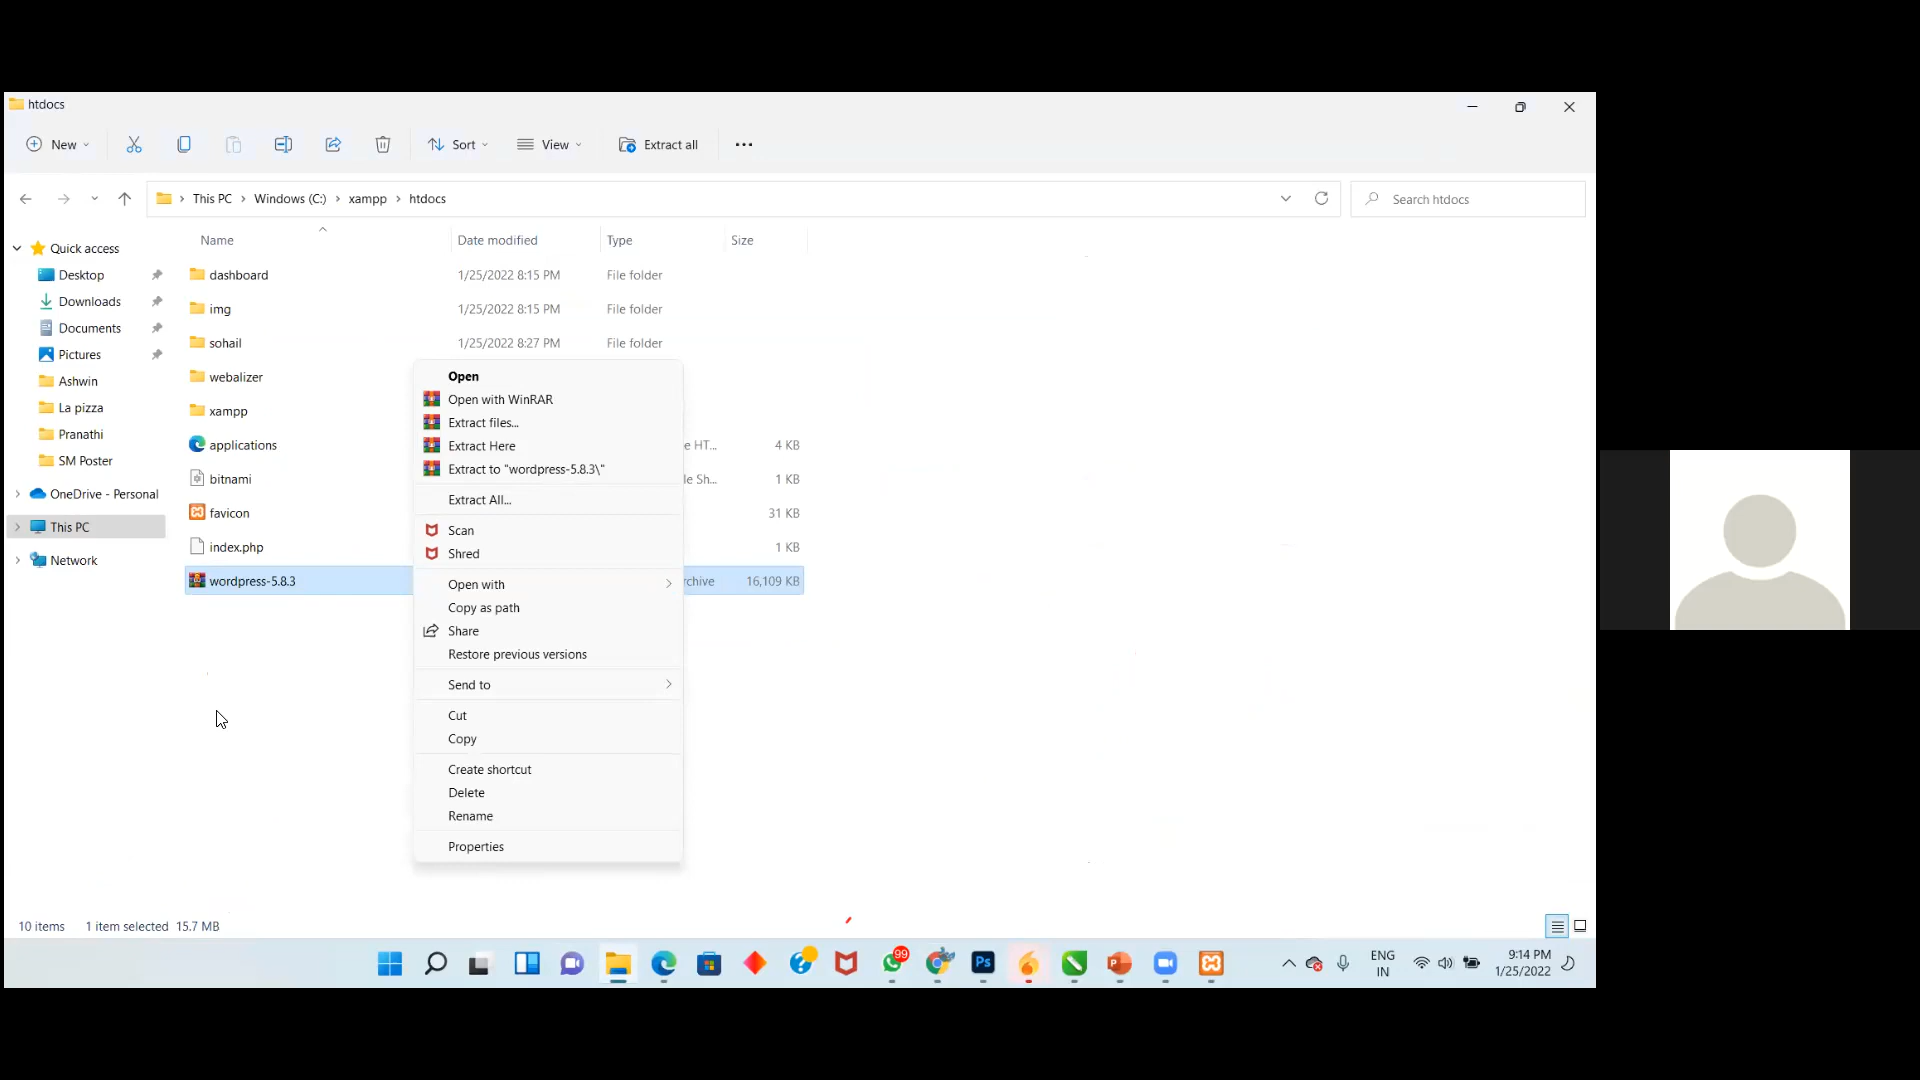 htdocs
New
Sort
View
Extract all
This PC > Windows (C:) > xampp > htdocs
Search htdocs
Name
Date modified
Type
Size
Quick access
Desktop
Downloads
Documents
Pictures
Ashwin
La pizza
Pranathi
SM Poster
OneDrive - Personal
This PC
Network
dashboard 1/25/2022 8:15 PM File folder
img 1/25/2022 8:15 PM File folder
sohail 1/25/2022 8:27 PM File folder
webalizer
xampp
applications e HT... 4 KB
bitnami le Sh... 1 KB
favicon 31 KB
index.php 1 KB
wordpress-5.8.3 rchive 16,109 KB
Open
Open with WinRAR
Extract files...
Extract Here
Extract to "wordpress-5.8.3\"
Extract All...
Scan
Shred
Open with
Copy as path
Share
Restore previous versions
Send to
Cut
Copy
Create shortcut
Delete
Rename
Properties
10 items 1 item selected 15.7 MB
99
Ps
ENG
IN
9:14 PM
1/25/2022